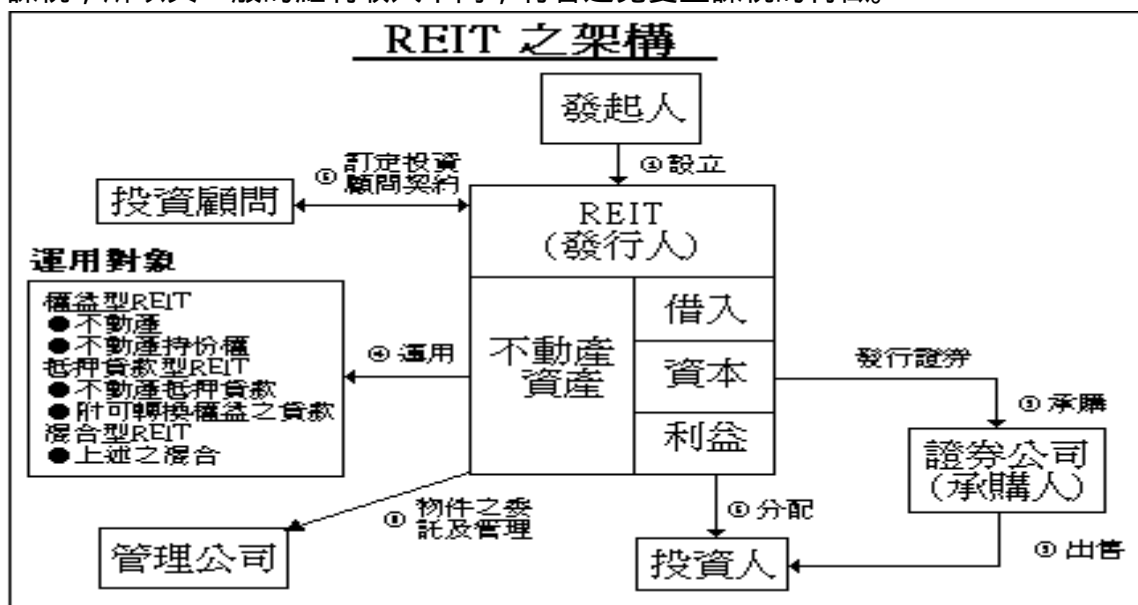 REIT 之架構
發起人
設立
訂定投資
顧問契約
投資顧問
REIT
(發行人)
運用對象
權益型REIT
●不動產
●不動產持份權
抵押貸款型REIT
●不動產抵押貸款
●附可轉換權益之貸款
混合型REIT
●上述之混合
④ 運用
不動產
資產
借入
資本
利益
發行證券
承購
證券公司
(承購人)
物件之委
託及管理
分配
出售
管理公司
投資人